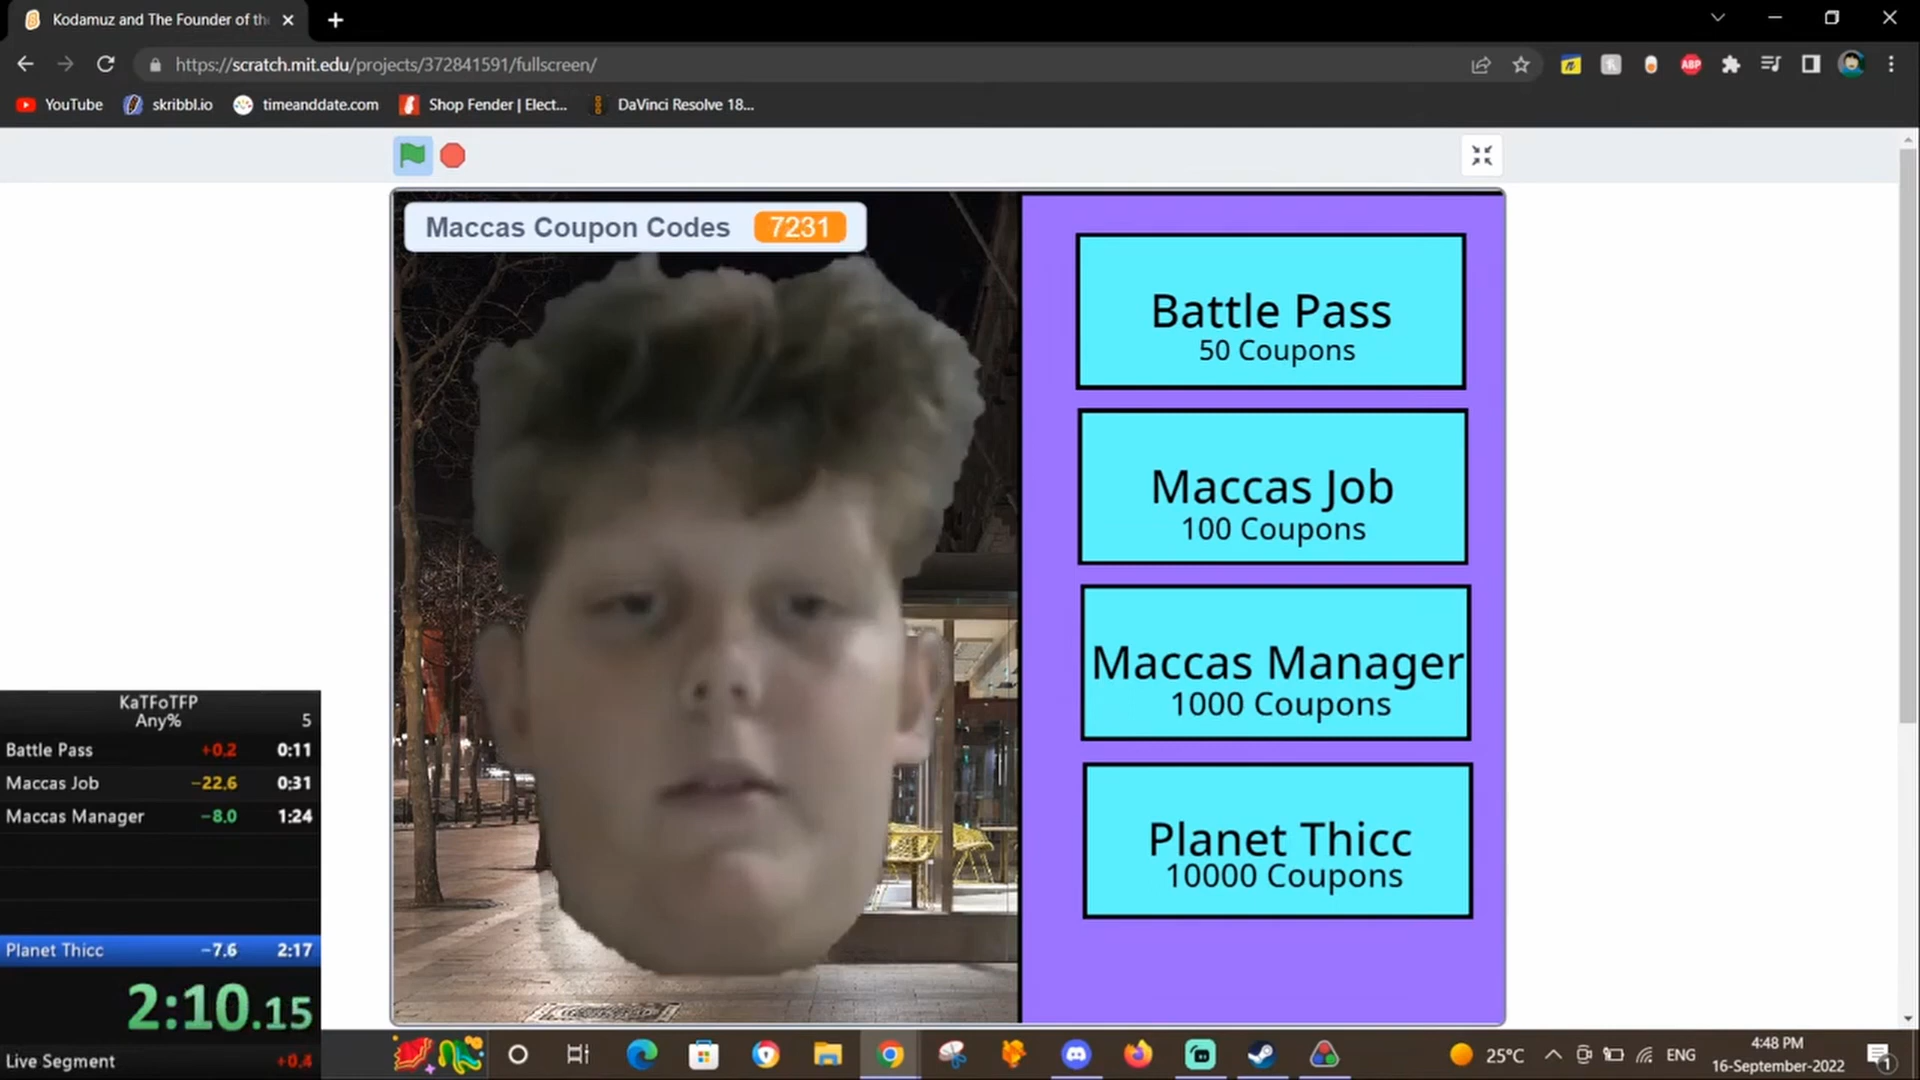 Kodamuz and The Founder of the
https://scratch.mit.edu/projects/372841591/fullscreen/
ABP
YouTube
skribbl.io
timeanddate.com
Shop Fender | Elect...
DaVinci Resolve 18...
Maccas Coupon Codes 7231
Battle Pass
50 Coupons
Maccas Job
100 Coupons
Maccas Manager
1000 Coupons
Planet Thicc
10000 Coupons
KaTFoTFP
Any% 5
Battle Pass +0.2 0:11
Maccas Job −22.6 0:31
Maccas Manager −8.0 1:24
Planet Thicc −7.6 2:17
2:10.15
Live Segment +0.4
25°C
ENG
4:48 PM
16-September-2022
1